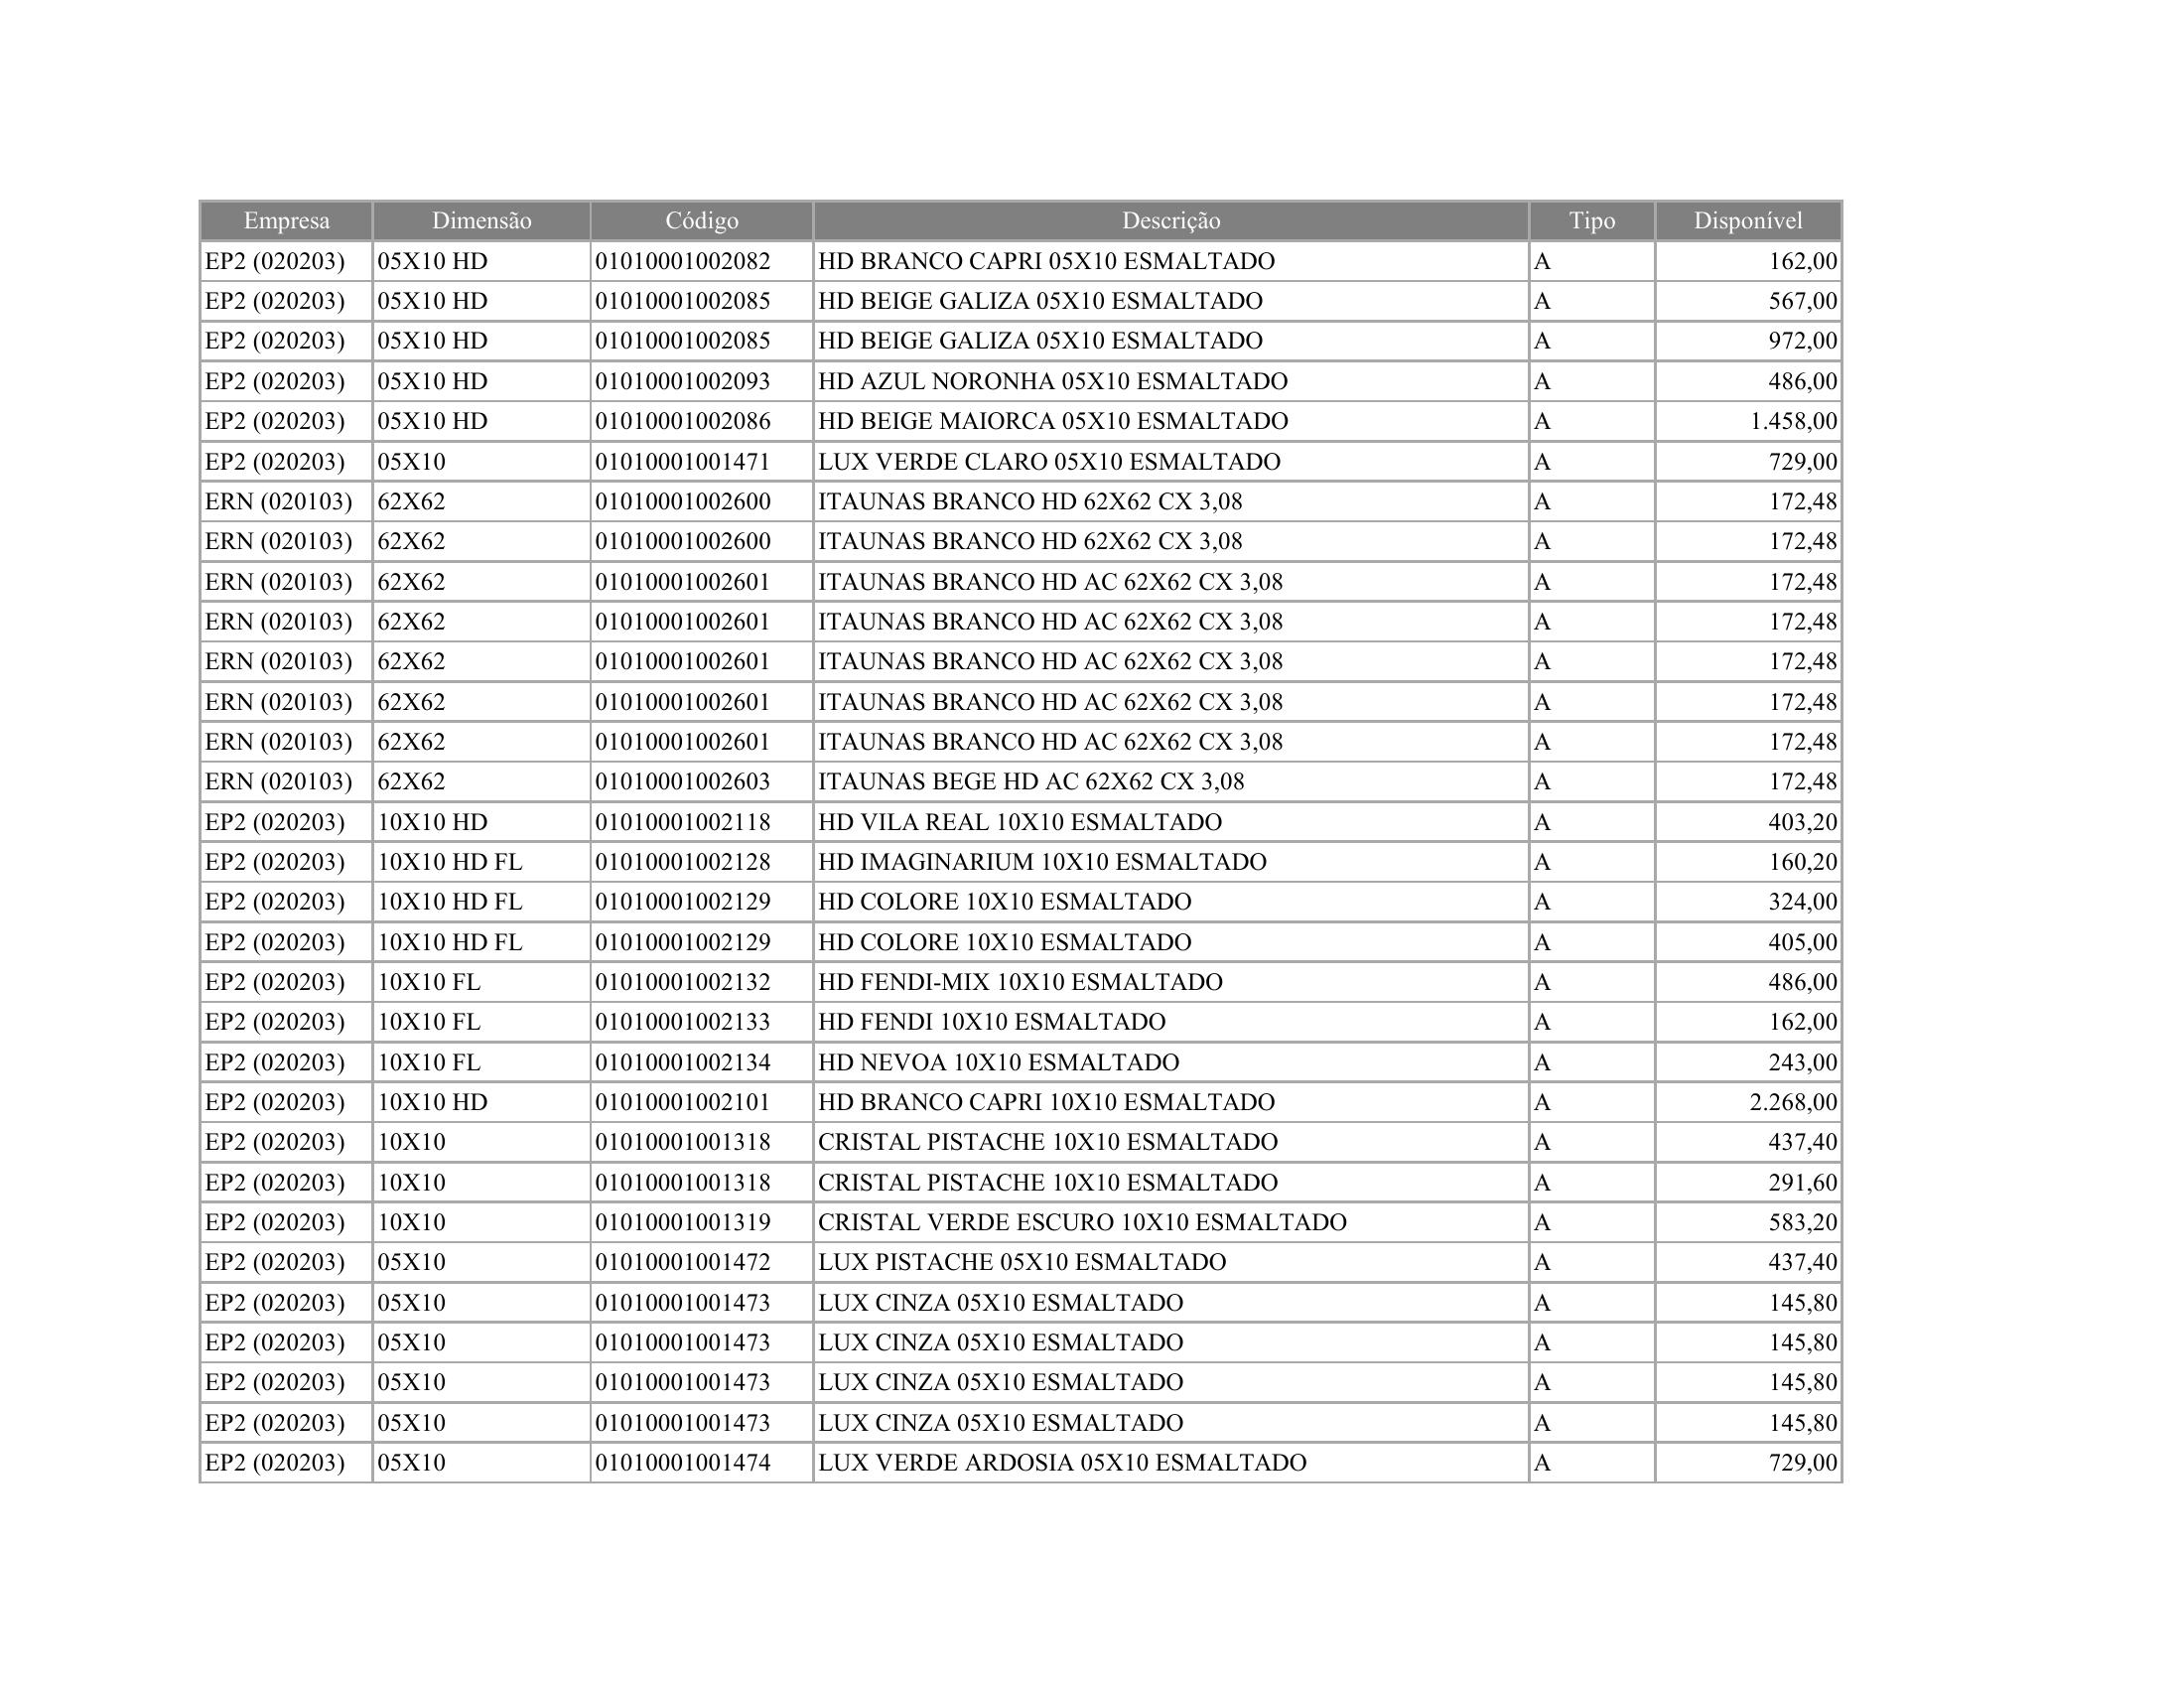 Empresa Dimensão Código Descrição Tipo Disponível
EP2 (020203) 05X10 HD 01010001002082 HD BRANCO CAPRI 05X10 ESMALTADO A 162,00
EP2 (020203) 05X10 HD 01010001002085 HD BEIGE GALIZA 05X10 ESMALTADO A 567,00
EP2 (020203) 05X10 HD 01010001002085 HD BEIGE GALIZA 05X10 ESMALTADO A 972,00
EP2 (020203) 05X10 HD 01010001002093 HD AZUL NORONHA 05X10 ESMALTADO A 486,00
EP2 (020203) 05X10 HD 01010001002086 HD BEIGE MAIORCA 05X10 ESMALTADO A 1.458,00
EP2 (020203) 05X10 01010001001471 LUX VERDE CLARO 05X10 ESMALTADO A 729,00
ERN (020103) 62X62 01010001002600 ITAUNAS BRANCO HD 62X62 CX 3,08 A 172,48
ERN (020103) 62X62 01010001002600 ITAUNAS BRANCO HD 62X62 CX 3,08 A 172,48
ERN (020103) 62X62 01010001002601 ITAUNAS BRANCO HD AC 62X62 CX 3,08 A 172,48
ERN (020103) 62X62 01010001002601 ITAUNAS BRANCO HD AC 62X62 CX 3,08 A 172,48
ERN (020103) 62X62 01010001002601 ITAUNAS BRANCO HD AC 62X62 CX 3,08 A 172,48
ERN (020103) 62X62 01010001002601 ITAUNAS BRANCO HD AC 62X62 CX 3,08 A 172,48
ERN (020103) 62X62 01010001002601 ITAUNAS BRANCO HD AC 62X62 CX 3,08 A 172,48
ERN (020103) 62X62 01010001002603 ITAUNAS BEGE HD AC 62X62 CX 3,08 A 172,48
EP2 (020203) 10X10 HD 01010001002118 HD VILA REAL 10X10 ESMALTADO A 403,20
EP2 (020203) 10X10 HD FL 01010001002128 HD IMAGINARIUM 10X10 ESMALTADO A 160,20
EP2 (020203) 10X10 HD FL 01010001002129 HD COLORE 10X10 ESMALTADO A 324,00
EP2 (020203) 10X10 HD FL 01010001002129 HD COLORE 10X10 ESMALTADO A 405,00
EP2 (020203) 10X10 FL 01010001002132 HD FENDI-MIX 10X10 ESMALTADO A 486,00
EP2 (020203) 10X10 FL 01010001002133 HD FENDI 10X10 ESMALTADO A 162,00
EP2 (020203) 10X10 FL 01010001002134 HD NEVOA 10X10 ESMALTADO A 243,00
EP2 (020203) 10X10 HD 01010001002101 HD BRANCO CAPRI 10X10 ESMALTADO A 2.268,00
EP2 (020203) 10X10 01010001001318 CRISTAL PISTACHE 10X10 ESMALTADO A 437,40
EP2 (020203) 10X10 01010001001318 CRISTAL PISTACHE 10X10 ESMALTADO A 291,60
EP2 (020203) 10X10 01010001001319 CRISTAL VERDE ESCURO 10X10 ESMALTADO A 583,20
EP2 (020203) 05X10 01010001001472 LUX PISTACHE 05X10 ESMALTADO A 437,40
EP2 (020203) 05X10 01010001001473 LUX CINZA 05X10 ESMALTADO A 145,80
EP2 (020203) 05X10 01010001001473 LUX CINZA 05X10 ESMALTADO A 145,80
EP2 (020203) 05X10 01010001001473 LUX CINZA 05X10 ESMALTADO A 145,80
EP2 (020203) 05X10 01010001001473 LUX CINZA 05X10 ESMALTADO A 145,80
EP2 (020203) 05X10 01010001001474 LUX VERDE ARDOSIA 05X10 ESMALTADO A 729,00